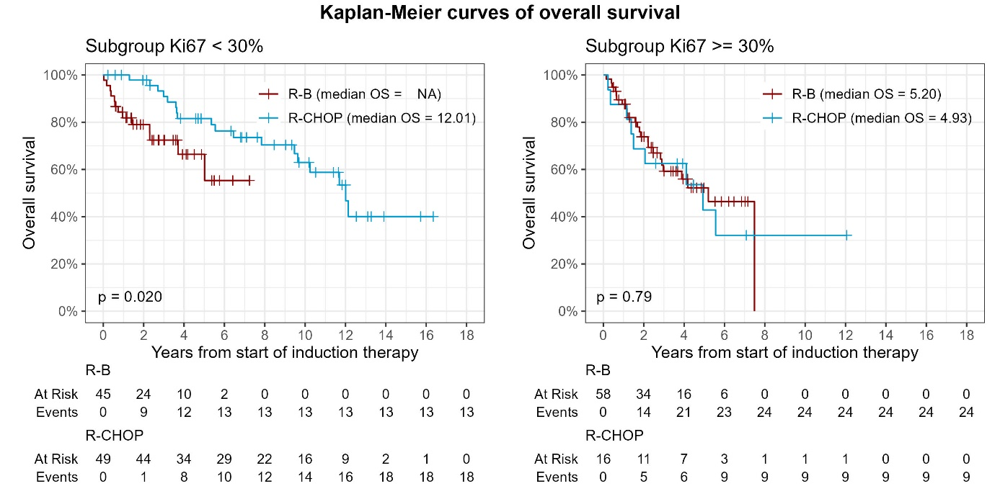 Kaplan-Meier curves of overall survival
Subgroup Ki67 < 30%
Overall survival
100%
80%
60%
40%
20%
0%
R-B (median OS = NA)
R-CHOP (median OS = 12.01)
p = 0.020
0 2 4 6 8 10 12 14 16 18
Years from start of induction therapy
R-B
At Risk 45 24 10 2 0 0 0 0 0 0
Events 0 9 12 13 13 13 13 13 13 13
R-CHOP
At Risk 49 44 34 29 22 16 9 2 1 0
Events 0 1 8 10 12 14 16 18 18 18
Subgroup Ki67 >= 30%
Overall survival
100%
80%
60%
40%
20%
0%
R-B (median OS = 5.20)
R-CHOP (median OS = 4.93)
p = 0.79
0 2 4 6 8 10 12 14 16 18
Years from start of induction therapy
R-B
At Risk 58 34 16 6 0 0 0 0 0 0
Events 0 14 21 23 24 24 24 24 24 24
R-CHOP
At Risk 16 11 7 3 1 1 1 0 0 0
Events 0 5 6 9 9 9 9 9 9 9